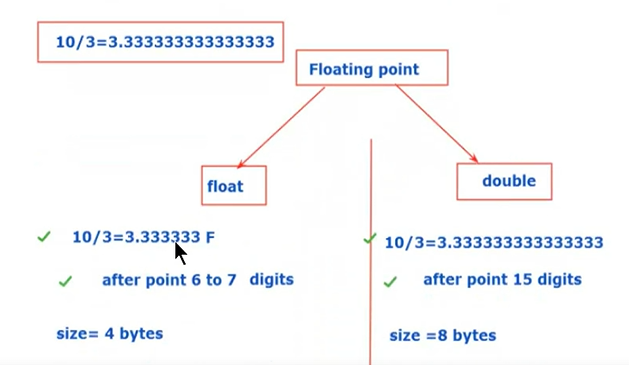 10/3=3.333333333333333
Floating point
float
double
10/3=3.333333 F
after point 6 to 7 digits
size= 4 bytes
10/3=3.333333333333333
after point 15 digits
size =8 bytes